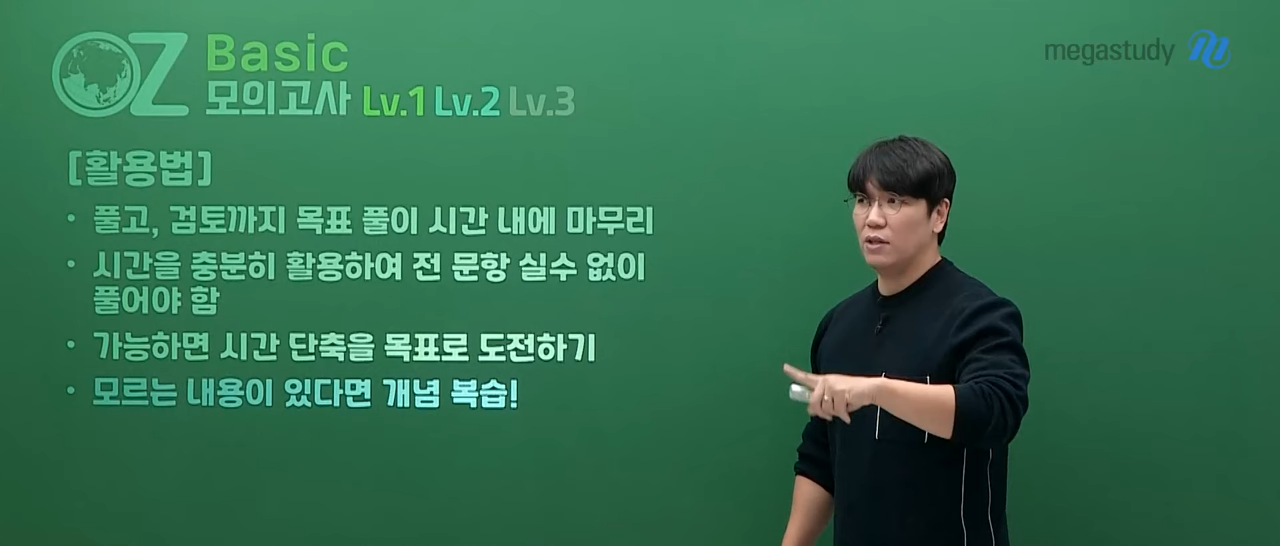 OZ Basic
모의고사 Lv.1 Lv.2 Lv.3
megastudy
[활용법]
• 풀고, 검토까지 목표 풀이 시간 내에 마무리
• 시간을 충분히 활용하여 전 문항 실수 없이
풀어야 함
• 가능하면 시간 단축을 목표로 도전하기
• 모르는 내용이 있다면 개념 복습!